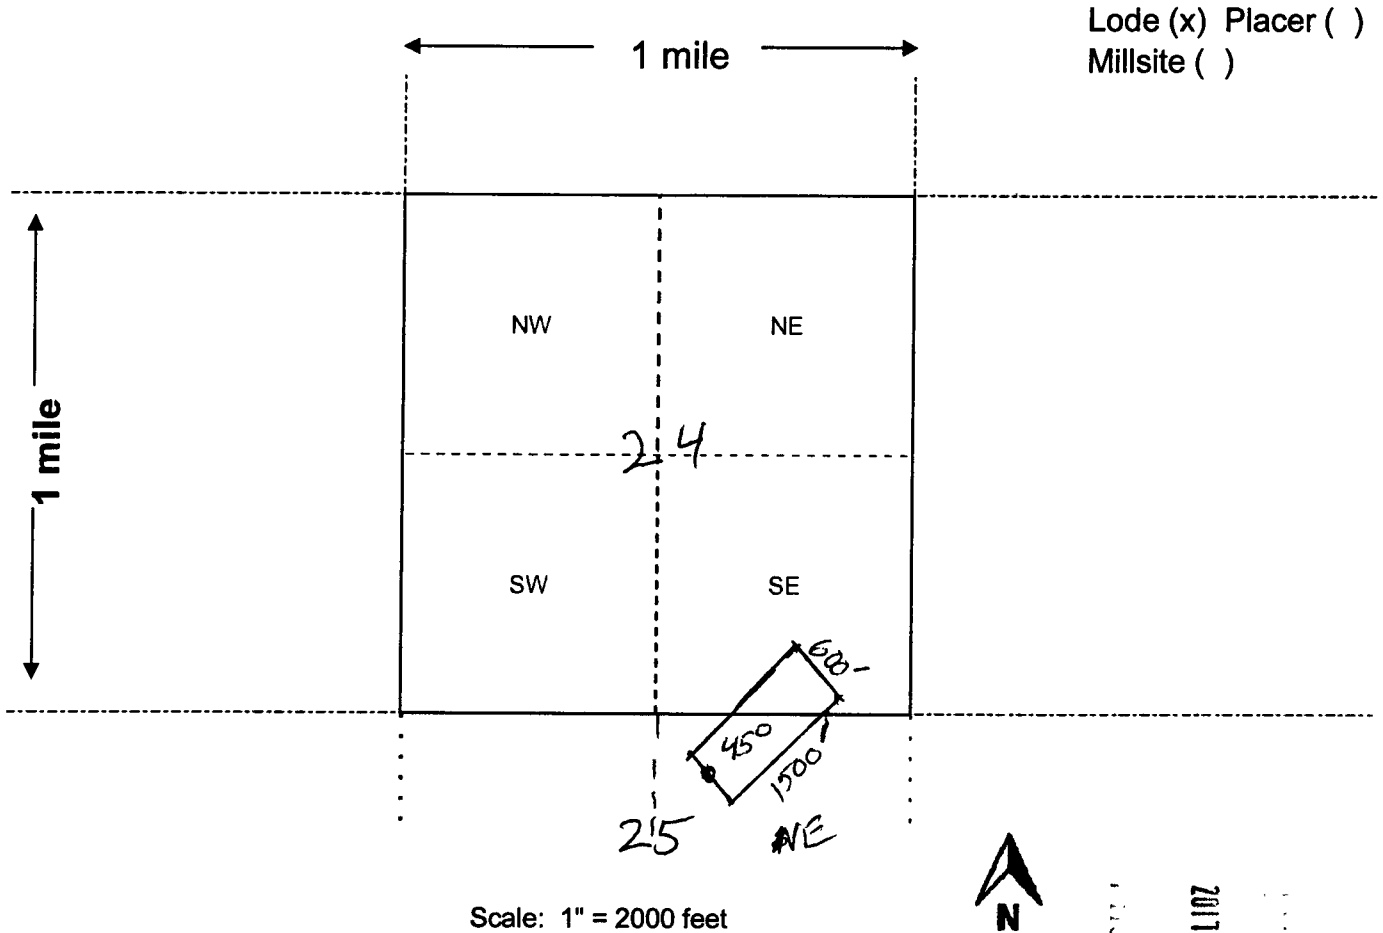 Lode (x) Placer ( )
Millsite ( )
1 mile
1 mile
NW
NE
24
SW
SE
600'
450
1500'
25
NE
N
Scale: 1" = 2000 feet